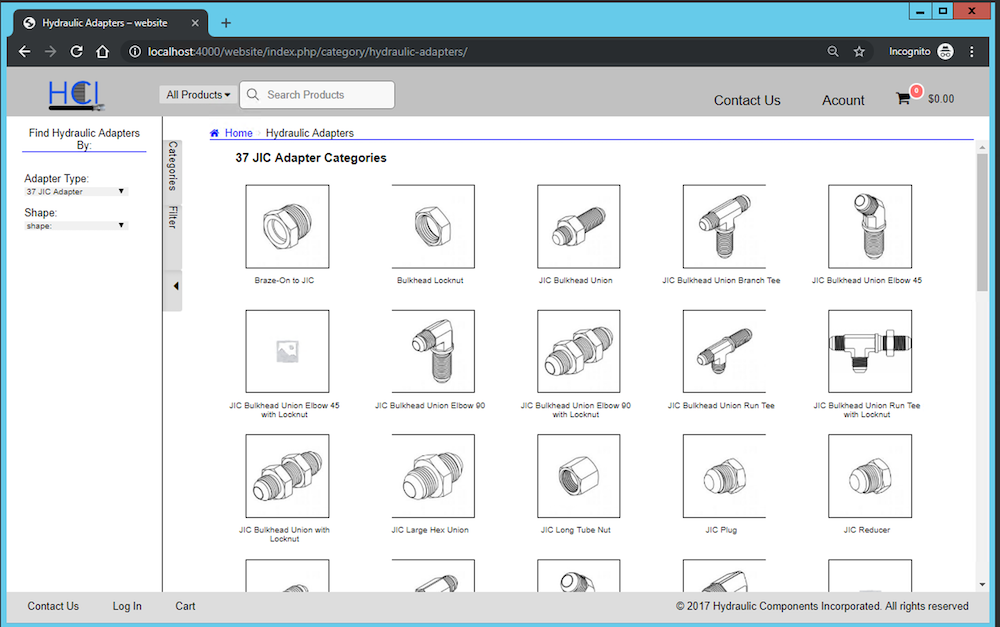 Hydraulic Adapters – website
localhost:4000/website/index.php/category/hydraulic-adapters/
Incognito
HCI
All Products
Search Products
Contact Us
Acount
0
$0.00
Find Hydraulic Adapters
By:
Adapter Type:
37 JIC Adapter
Shape:
shape:
Categories
Filter
Home
Hydraulic Adapters
37 JIC Adapter Categories
Braze-On to JIC
Bulkhead Locknut
JIC Bulkhead Union
JIC Bulkhead Union Branch Tee
JIC Bulkhead Union Elbow 45
JIC Bulkhead Union Elbow 45
with Locknut
JIC Bulkhead Union Elbow 90
JIC Bulkhead Union Elbow 90
with Locknut
JIC Bulkhead Union Run Tee
JIC Bulkhead Union Run Tee
with Locknut
JIC Bulkhead Union with
Locknut
JIC Large Hex Union
JIC Long Tube Nut
JIC Plug
JIC Reducer
Contact Us
Log In
Cart
© 2017 Hydraulic Components Incorporated. All rights reserved